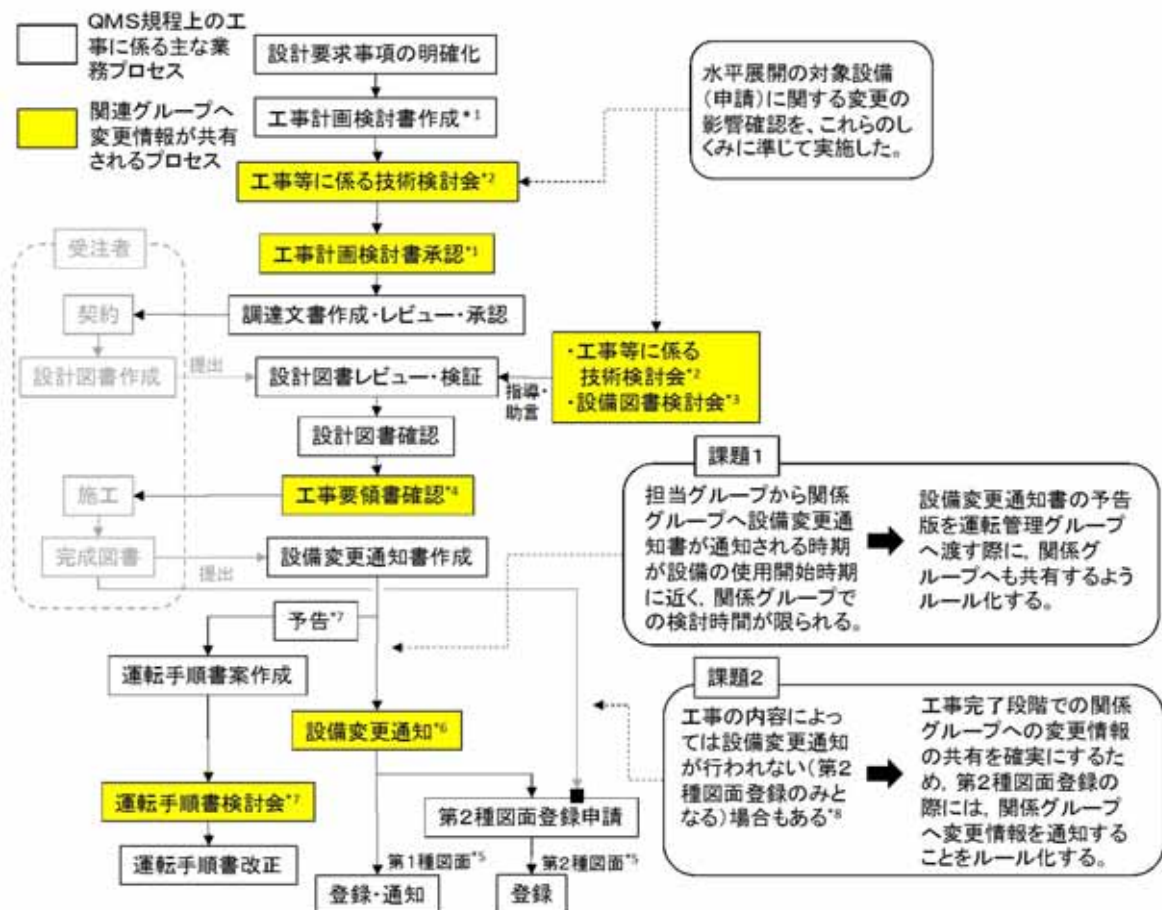 QMS規程上の工
事に係る主な業
務プロセス
関連グループへ
変更情報が共有
されるプロセス
設計要求事項の明確化
工事計画検討書作成*1
工事等に係る技術検討会*2
工事計画検討書承認*1
水平展開の対象設備
(申請)に関する変更の
影響確認を、これらのし
くみに準じて実施した。
受注者
契約
調達文書作成・レビュー・承認
設計図書作成
提出
設計図書レビュー・検証
指導・
助言
・工事等に係る
技術検討会*2
・設備図書検討会*3
設計図書確認
施工
工事要領書確認*4
完成図書
提出
設備変更通知書作成
課題1
担当グループから関係
グループへ設備変更通
知書が通知される時期
が設備の使用開始時期
に近く、関係グループで
の検討時間が限られる。
設備変更通知書の予告
版を運転管理グループ
へ渡す際に、関係グ
ループへも共有するよう
ルール化する。
予告*7
運転手順書案作成
設備変更通知*6
運転手順書検討会*7
運転手順書改正
第2種図面登録申請
第1種図面*5
第2種図面*5
登録・通知
登録
課題2
工事の内容によっ
ては設備変更通知
が行われない(第2
種図面登録のみと
なる)場合もある*8
工事完了段階での関係
グループへの変更情報
の共有を確実にするた
め、第2種図面登録の
際には、関係グループ
へ変更情報を通知する
ことをルール化する。